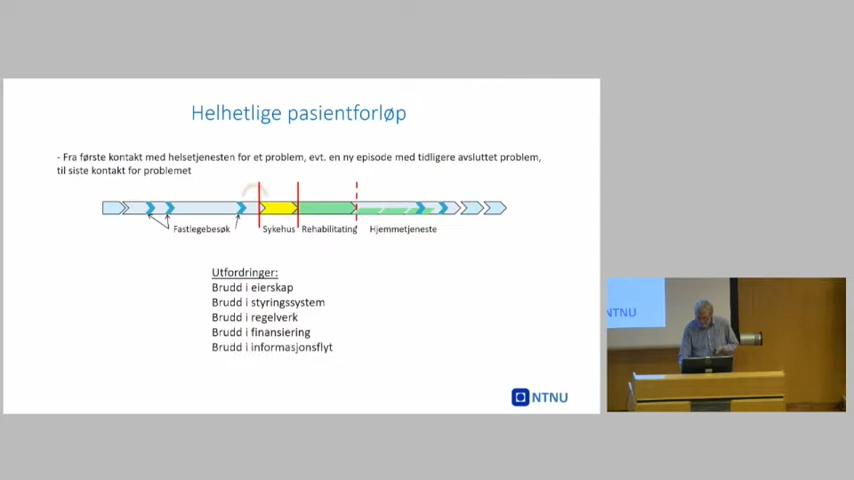 Helhetlige pasientforløp
- Fra første kontakt med helsetjenesten for et problem, evt. en ny episode med tidligere avsluttet problem,
til siste kontakt for problemet
Fastlegebesøk
Sykehus
Rehabilitating
Hjemmetjeneste
Utfordringer:
Brudd i eierskap
Brudd i styringssystem
Brudd i regelverk
Brudd i finansiering
Brudd i informasjonsflyt
NTNU
NTNU